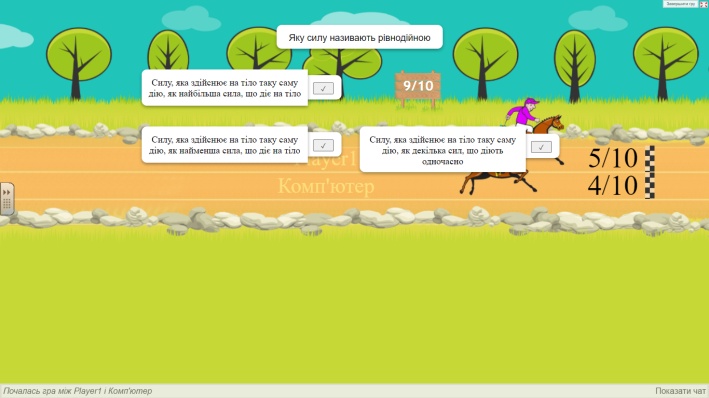 Завершити гру
Яку силу називають рівнодійною
Силу, яка здійснює на тіло таку саму
дію, як найбільша сила, що діє на тіло
9/10
Силу, яка здійснює на тіло таку саму
дію, як найменша сила, що діє на тіло
Силу, яка здійснює на тіло таку саму
дію, як декілька сил, що діють
одночасно
Player1
5/10
Комп'ютер
4/10
Почалась гра між Player1 і Комп'ютер
Показати чат